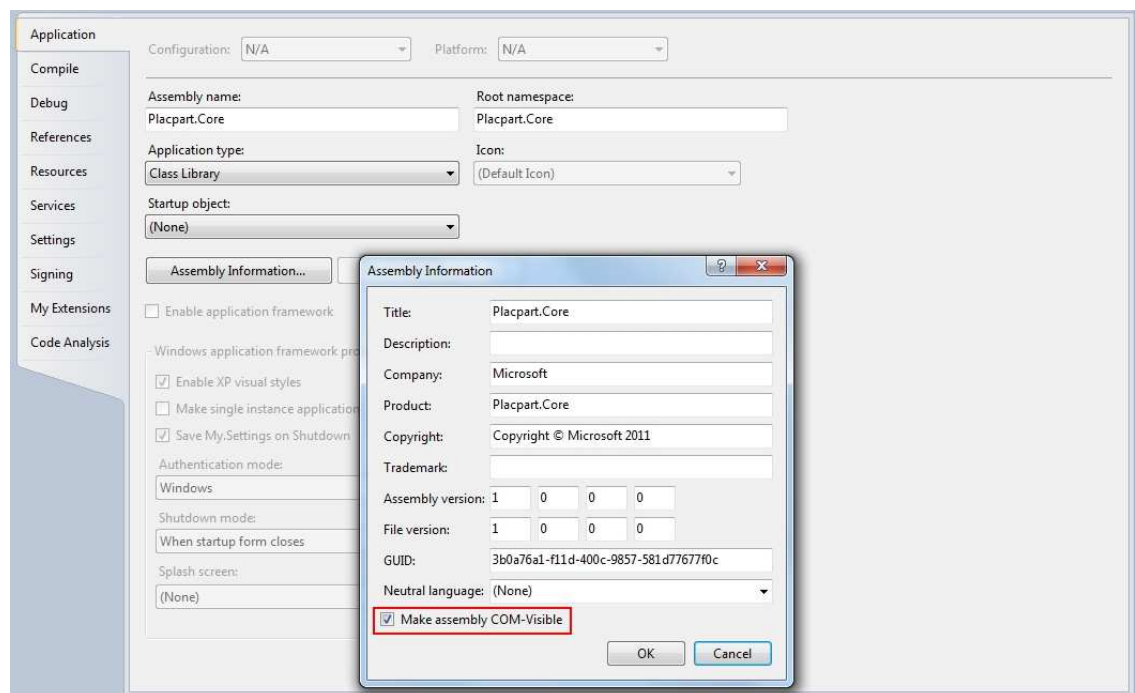 Application
Compile
Debug
References
Resources
Services
Settings
Signing
My Extensions
Code Analysis
Configuration: N/A Platform: N/A
Assembly name: Root namespace:
Placpart.Core Placpart.Core
Application type: Icon:
Class Library (Default Icon)
Startup object:
(None)
Assembly Information...
Enable application framework
Windows application framework pro
Enable XP visual styles
Make single instance application
Save My.Settings on Shutdown
Authentication mode:
Windows
Shutdown mode:
When startup form closes
Splash screen:
(None)
Assembly Information ? X
Title: Placpart.Core
Description:
Company: Microsoft
Product: Placpart.Core
Copyright: Copyright © Microsoft 2011
Trademark:
Assembly version: 1 0 0 0
File version: 1 0 0 0
GUID: 3b0a76a1-f11d-400c-9857-581d77677f0c
Neutral language: (None)
Make assembly COM-Visible
OK Cancel